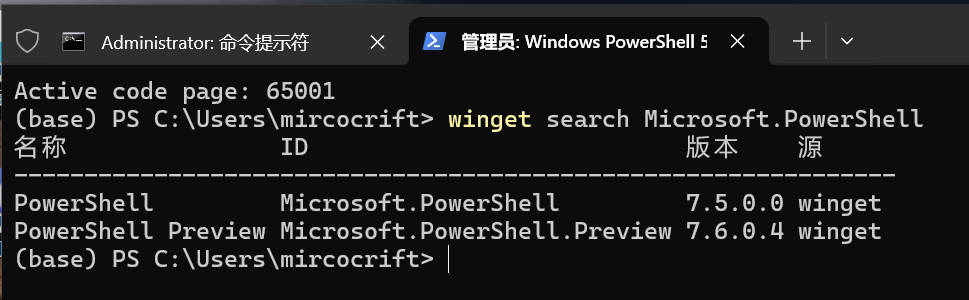 Administrator: 命令提示符 管理员: Windows PowerShell 5
Active code page: 65001
(base) PS C:\Users\mircocrift> winget search Microsoft.PowerShell
名称 ID 版本 源
---------------------------------------------------------------
PowerShell Microsoft.PowerShell 7.5.0.0 winget
PowerShell Preview Microsoft.PowerShell.Preview 7.6.0.4 winget
(base) PS C:\Users\mircocrift>